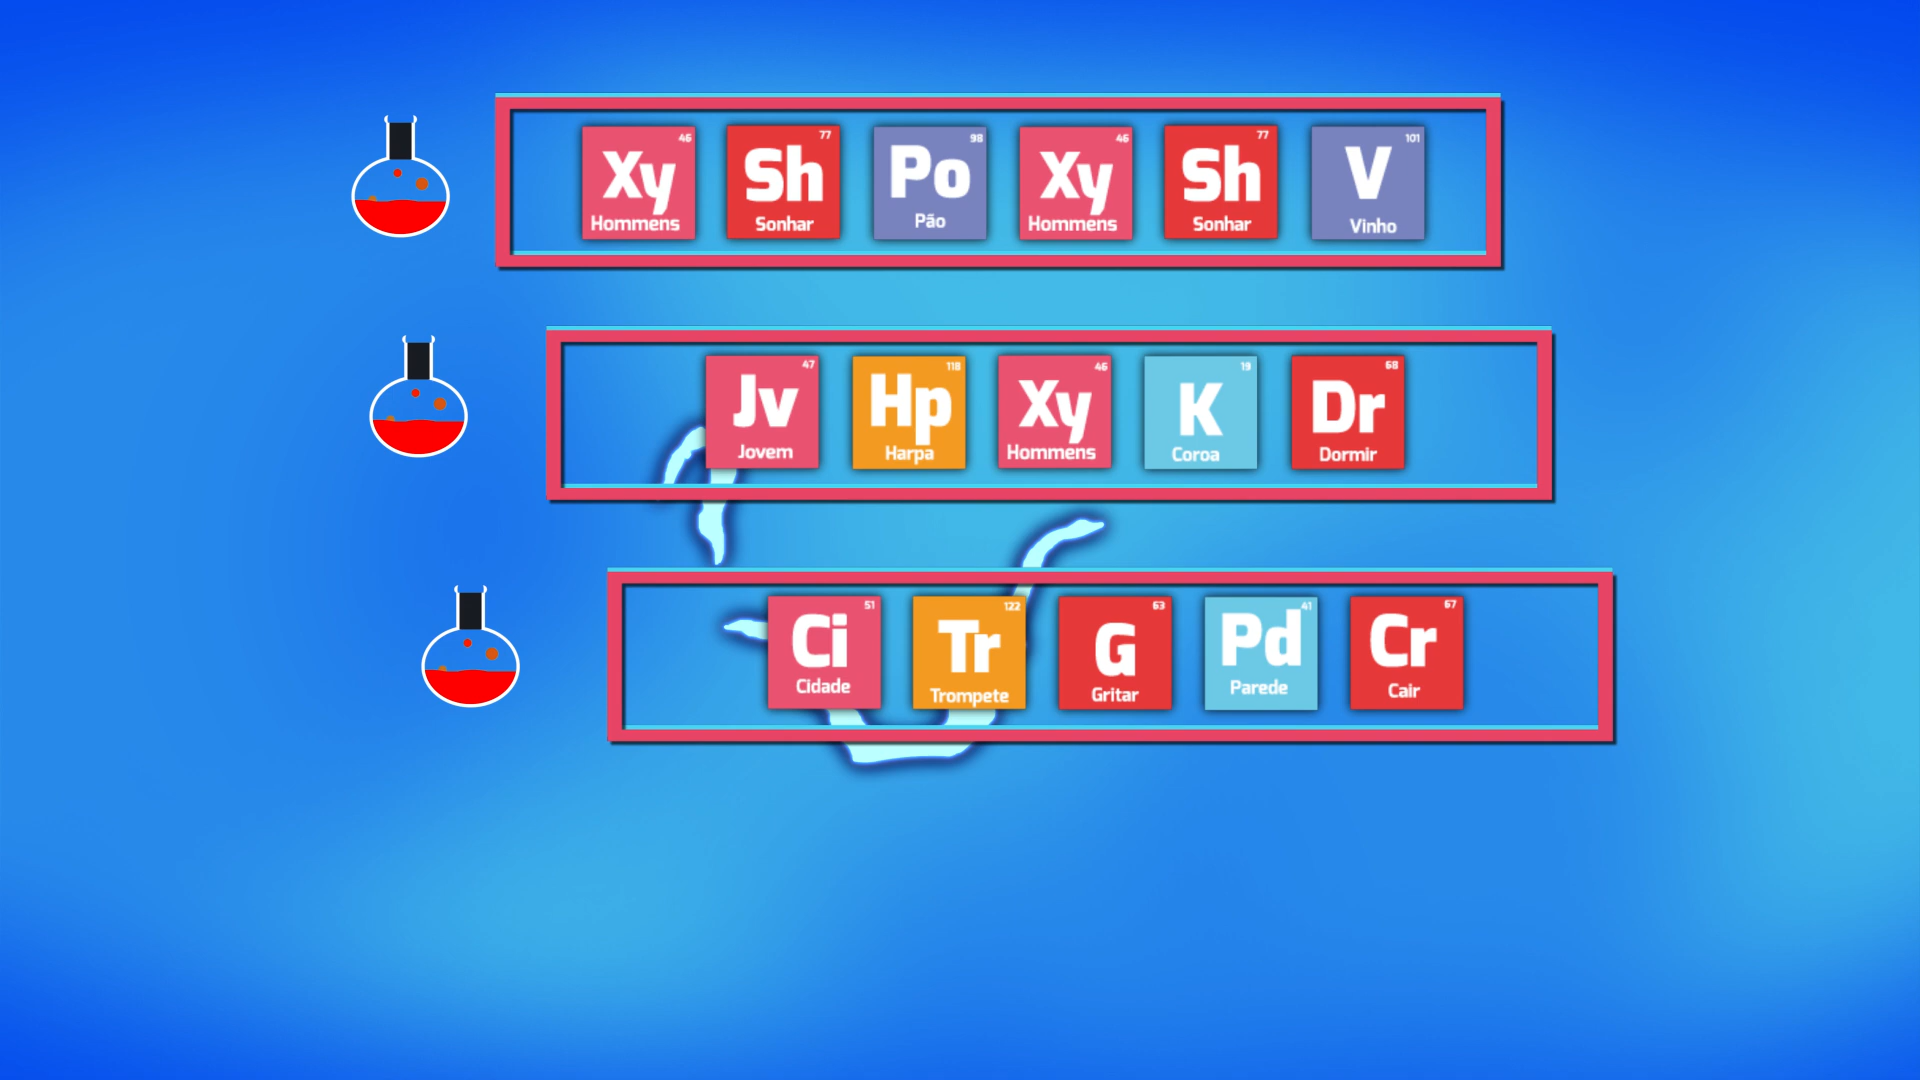 46 77 98 46 77 101
Xy Sh Po Xy Sh V
Hommens Sonhar Pão Hommens Sonhar Vinho
47 118 46 19 68
Jv Hp Xy K Dr
Jovem Harpa Hommens Coroa Dormir
51 122 63 41 67
Ci Tr G Pd Cr
Cidade Trompete Gritar Parede Cair